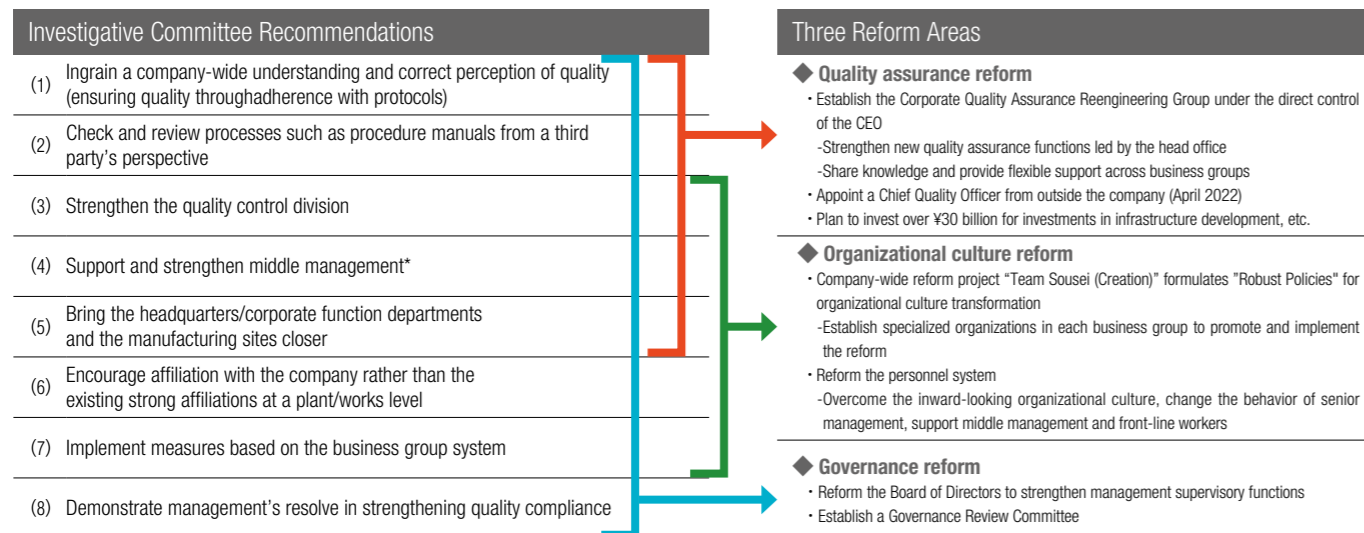 Investigative Committee Recommendations
(1) Ingrain a company-wide understanding and correct perception of quality
(ensuring quality throughadherence with protocols)
(2) Check and review processes such as procedure manuals from a third
party's perspective
(3) Strengthen the quality control division
(4) Support and strengthen middle management*
(5) Bring the headquarters/corporate function departments
and the manufacturing sites closer
(6) Encourage affiliation with the company rather than the
existing strong affiliations at a plant/works level
(7) Implement measures based on the business group system
(8) Demonstrate management's resolve in strengthening quality compliance
Three Reform Areas
◆ Quality assurance reform
・Establish the Corporate Quality Assurance Reengineering Group under the direct control
of the CEO
-Strengthen new quality assurance functions led by the head office
-Share knowledge and provide flexible support across business groups
・Appoint a Chief Quality Officer from outside the company (April 2022)
・Plan to invest over ¥30 billion for investments in infrastructure development, etc.
◆ Organizational culture reform
・Company-wide reform project “Team Sousei (Creation)” formulates ”Robust Policies" for
organizational culture transformation
-Establish specialized organizations in each business group to promote and implement
the reform
・Reform the personnel system
-Overcome the inward-looking organizational culture, change the behavior of senior
management, support middle management and front-line workers
◆ Governance reform
・Reform the Board of Directors to strengthen management supervisory functions
・Establish a Governance Review Committee